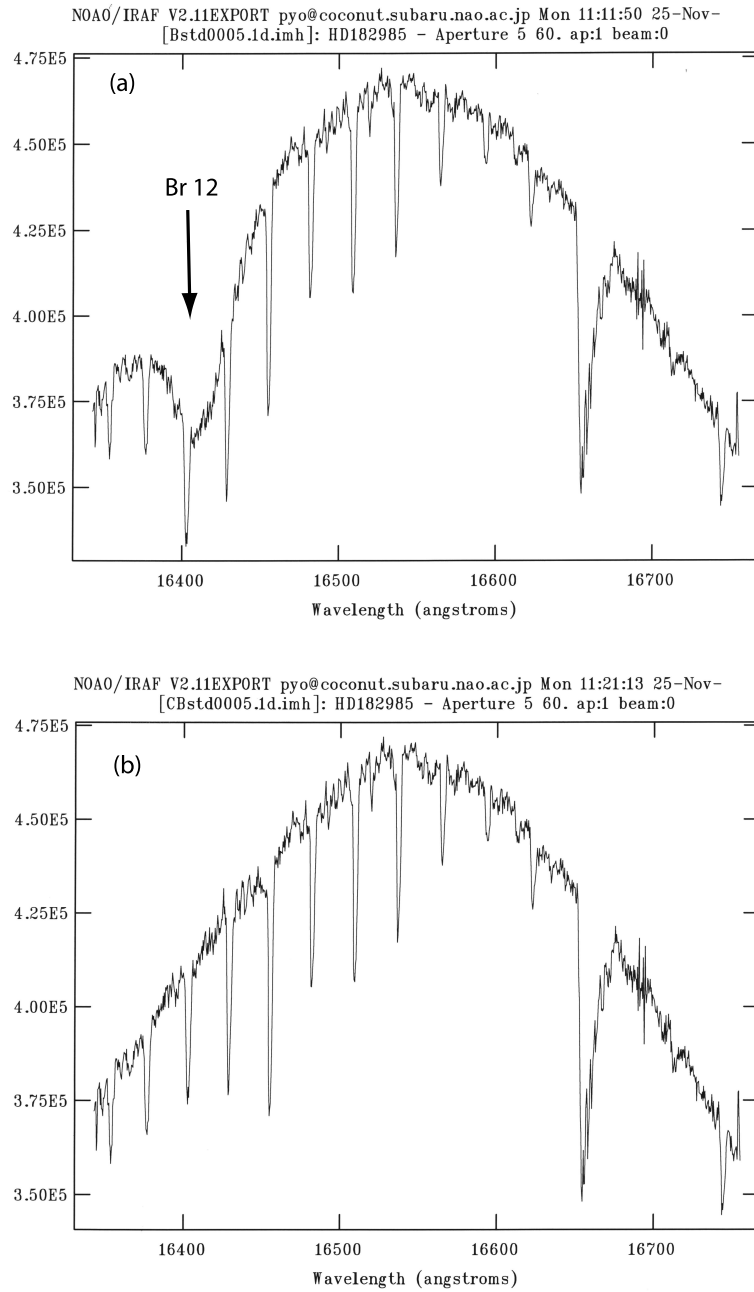 NOAO/IRAF V2.11EXPORT pyo@coconut.subaru.nao.ac.jp Mon 11:11:50 25-Nov-
[Bstd0005.1d.imh]: HD182985 - Aperture 5 60. ap:1 beam:0
4.75E5
(a)
4.50E5
Br 12
4.25E5
4.00E5
3.75E5
3.50E5
16400 16500 16600 16700
Wavelength (angstroms)
NOAO/IRAF V2.11EXPORT pyo@coconut.subaru.nao.ac.jp Mon 11:21:13 25-Nov-
[CBstd0005.1d.imh]: HD182985 - Aperture 5 60. ap:1 beam:0
4.75E5
(b)
4.50E5
4.25E5
4.00E5
3.75E5
3.50E5
16400 16500 16600 16700
Wavelength (angstroms)